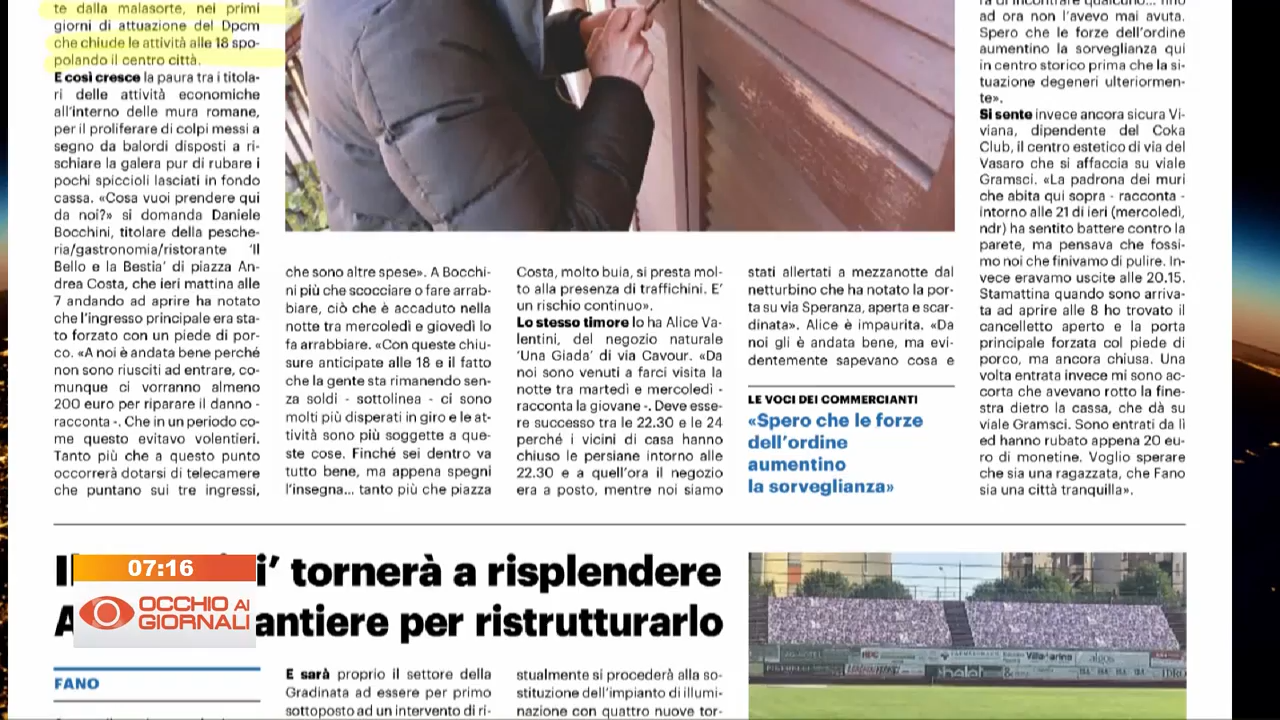 te dalla malasorte, nei primi
giorni di attuazione del Dpcm
che chiude le attività alle 18 spo-
polando il centro città.
E così cresce la paura tra i titola-
ri delle attività economiche
all'interno delle mura romane,
per il proliferare di colpi messi a
segno da balordi disposti a ri-
schiare la galera pur di rubare i
pochi spiccioli lasciati in fondo
cassa. «Cosa vuoi prendere qui
da noi?» si domanda Daniele
Bocchini, titolare della pesche-
ria/gastronomia/ristorante 'Il
Bello e la Bestia' di piazza An-
drea Costa, che ieri mattina alle
7 andando ad aprire ha notato
che l'ingresso principale era sta-
to forzato con un piede di por-
co. «A noi è andata bene perché
non sono riusciti ad entrare, co-
munque ci vorranno almeno
200 euro per riparare il danno -
racconta -. Che in un periodo co-
me questo evitavo volentieri.
Tanto più che a questo punto
occorrerà dotarsi di telecamere
che puntano sui tre ingressi,
che sono altre spese». A Bocchi-
ni più che scocciare o fare arrab-
biare, ciò che è accaduto nella
notte tra mercoledì e giovedì lo
fa arrabbiare. «Con queste chiu-
sure anticipate alle 18 e il fatto
che la gente sta rimanendo sen-
za soldi - sottolinea - ci sono
molti più disperati in giro e le at-
tività sono più soggette a que-
ste cose. Finché sei dentro va
tutto bene, ma appena spegni
l'insegna... tanto più che piazza
Costa, molto buia, si presta mol-
to alla presenza di traffichini. E'
un rischio continuo».
Lo stesso timore lo ha Alice Va-
lentini, del negozio naturale
'Una Giada' di via Cavour. «Da
noi sono venuti a farci visita la
notte tra martedì e mercoledì -
racconta la giovane -. Deve esse-
re successo tra le 22.30 e le 24
perché i vicini di casa hanno
chiuso le persiane intorno alle
22.30 e a quell'ora il negozio
era a posto, mentre noi siamo
stati allertati a mezzanotte dal
netturbino che ha notato la por-
ta su via Speranza, aperta e scar-
dinata». Alice è impaurita. «Da
noi gli è andata bene, ma evi-
dentemente sapevano cosa e
LE VOCI DEI COMMERCIANTI
«Spero che le forze
dell'ordine
aumentino
la sorveglianza»
ad ora non l'avevo mai avuta.
Spero che le forze dell'ordine
aumentino la sorveglianza qui
in centro storico prima che la si-
tuazione degeneri ulteriormen-
te».
Si sente invece ancora sicura Vi-
viana, dipendente del Coka
Club, il centro estetico di via del
Vasaro che si affaccia su viale
Gramsci. «La padrona dei muri
che abita qui sopra - racconta -
intorno alle 21 di ieri (mercoledì,
ndr) ha sentito battere contro la
parete, ma pensava che fossi-
mo noi che finivamo di pulire. In-
vece eravamo uscite alle 20.15.
Stamattina quando sono arriva-
ta ad aprire alle 8 ho trovato il
cancelletto aperto e la porta
principale forzata col piede di
porco, ma ancora chiusa. Una
volta entrata invece mi sono ac-
corta che avevano rotto la fine-
stra dietro la cassa, che dà su
viale Gramsci. Sono entrati da lì
ed hanno rubato appena 20 eu-
ro di monetine. Voglio sperare
che sia una ragazzata, che Fano
sia una città tranquilla».
i' tornerà a risplendere
antiere per ristrutturarlo
07:16
OCCHIO AI
GIORNALI
FANO
E sarà proprio il settore della
Gradinata ad essere per primo
sottoposto ad un intervento di ri-
stualmente si procederà alla so-
stituzione dell'impianto di illumi-
nazione con quattro nuove tor-